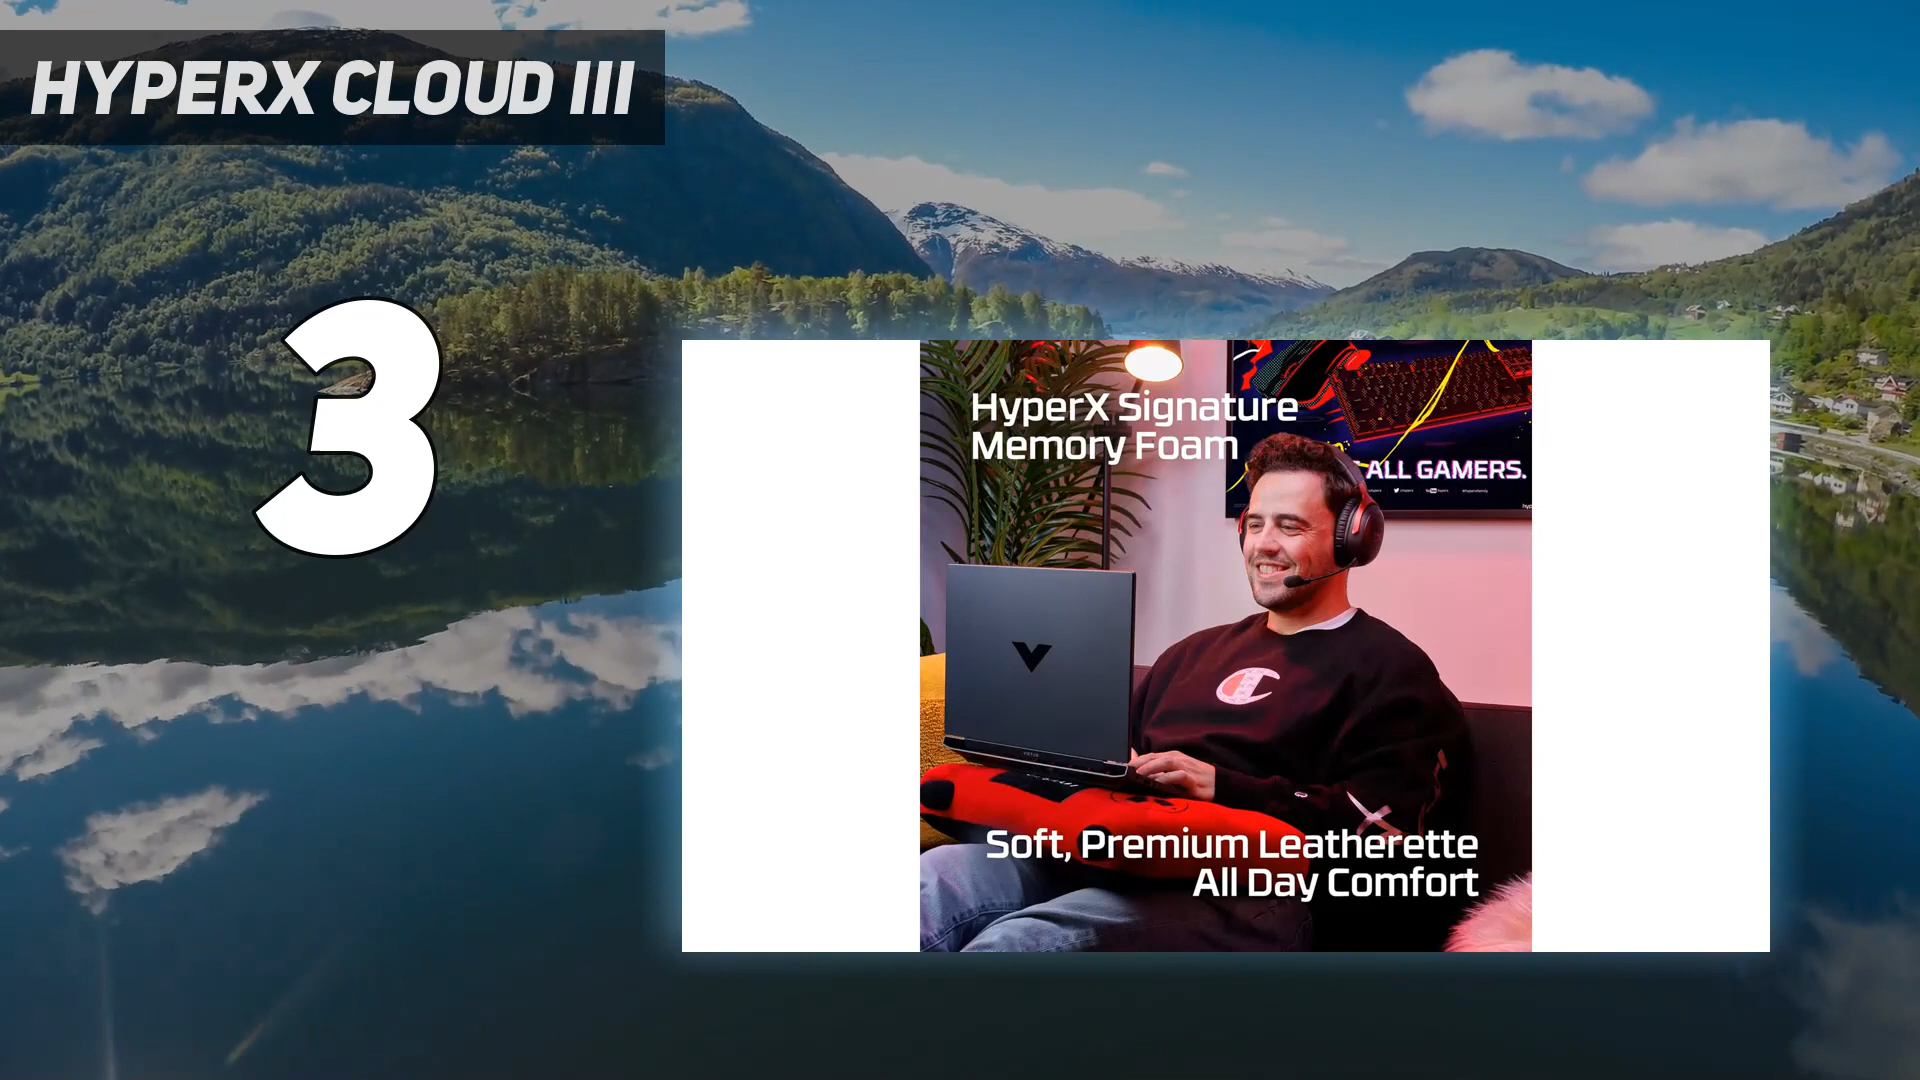 HYPERX CLOUD III
3
HyperX Signature
Memory Foam
ALL GAMERS.
Soft, Premium Leatherette
All Day Comfort